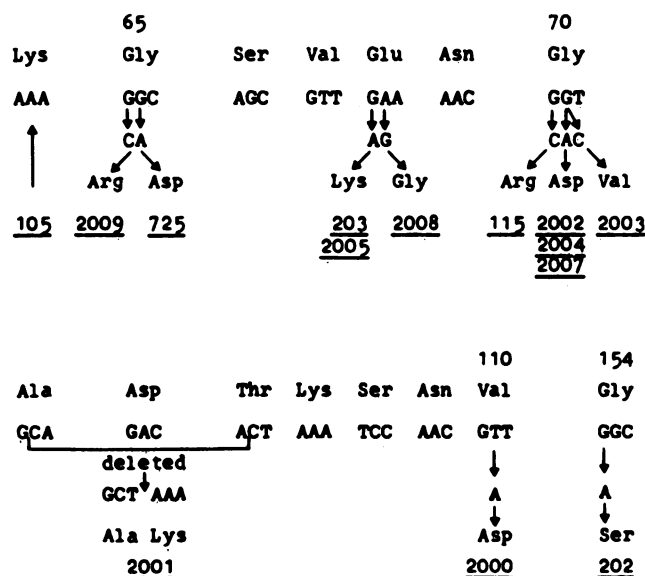 65 70
Lys Gly Ser Val Glu Asn Gly
AAA GGC AGC GTT GAA AAC GGT
CA AG CAC
Arg Asp Lys Gly Arg Asp Val
105 2009 725 203 2008 115 2002 2003
2005 2004
2007
110 154
Ala Asp Thr Lys Ser Asn Val Gly
GCA GAC ACT AAA TCC AAC GTT GGC
deleted
GCT AAA A A
Ala Lys Asp Ser
2001 2000 202